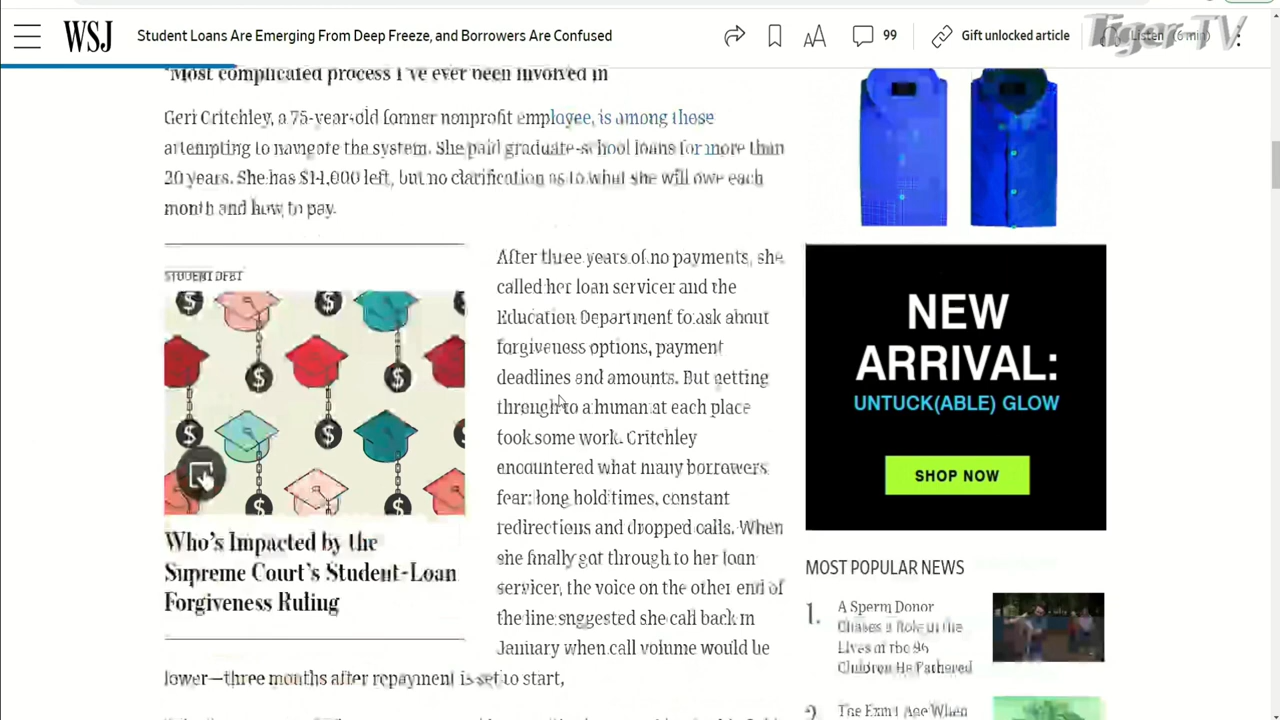 WSJ
Student Loans Are Emerging From Deep Freeze, and Borrowers Are Confused
99
Gift unlocked article
Listen (6 min)
Tiger TV
'Most complicated process I've ever been involved in
Geri Critchley, a 75-year-old former nonprofit employee, is among those
attempting to navigate the system. She paid graduate-school loans for more than
20 years. She has $11,000 left, but no clarification as to what she will owe each
month and how to pay.
STUDENT DEBT
Who's Impacted by the
Supreme Court's Student-Loan
Forgiveness Ruling
After three years of no payments, she
called her loan servicer and the
Education Department to ask about
forgiveness options, payment
deadlines and amounts. But getting
through to a human at each place
took some work. Critchley
encountered what many borrowers
fear: long hold times, constant
redirections and dropped calls. When
she finally got through to her loan
servicer, the voice on the other end of
the line suggested she call back in
January when call volume would be
lower—three months after repayment is set to start,
NEW
ARRIVAL:
UNTUCK(ABLE) GLOW
SHOP NOW
MOST POPULAR NEWS
1.
A Sperm Donor
Chases a Role in the
Lives of the 96
Children He Fathered
2.
The Exact Age When